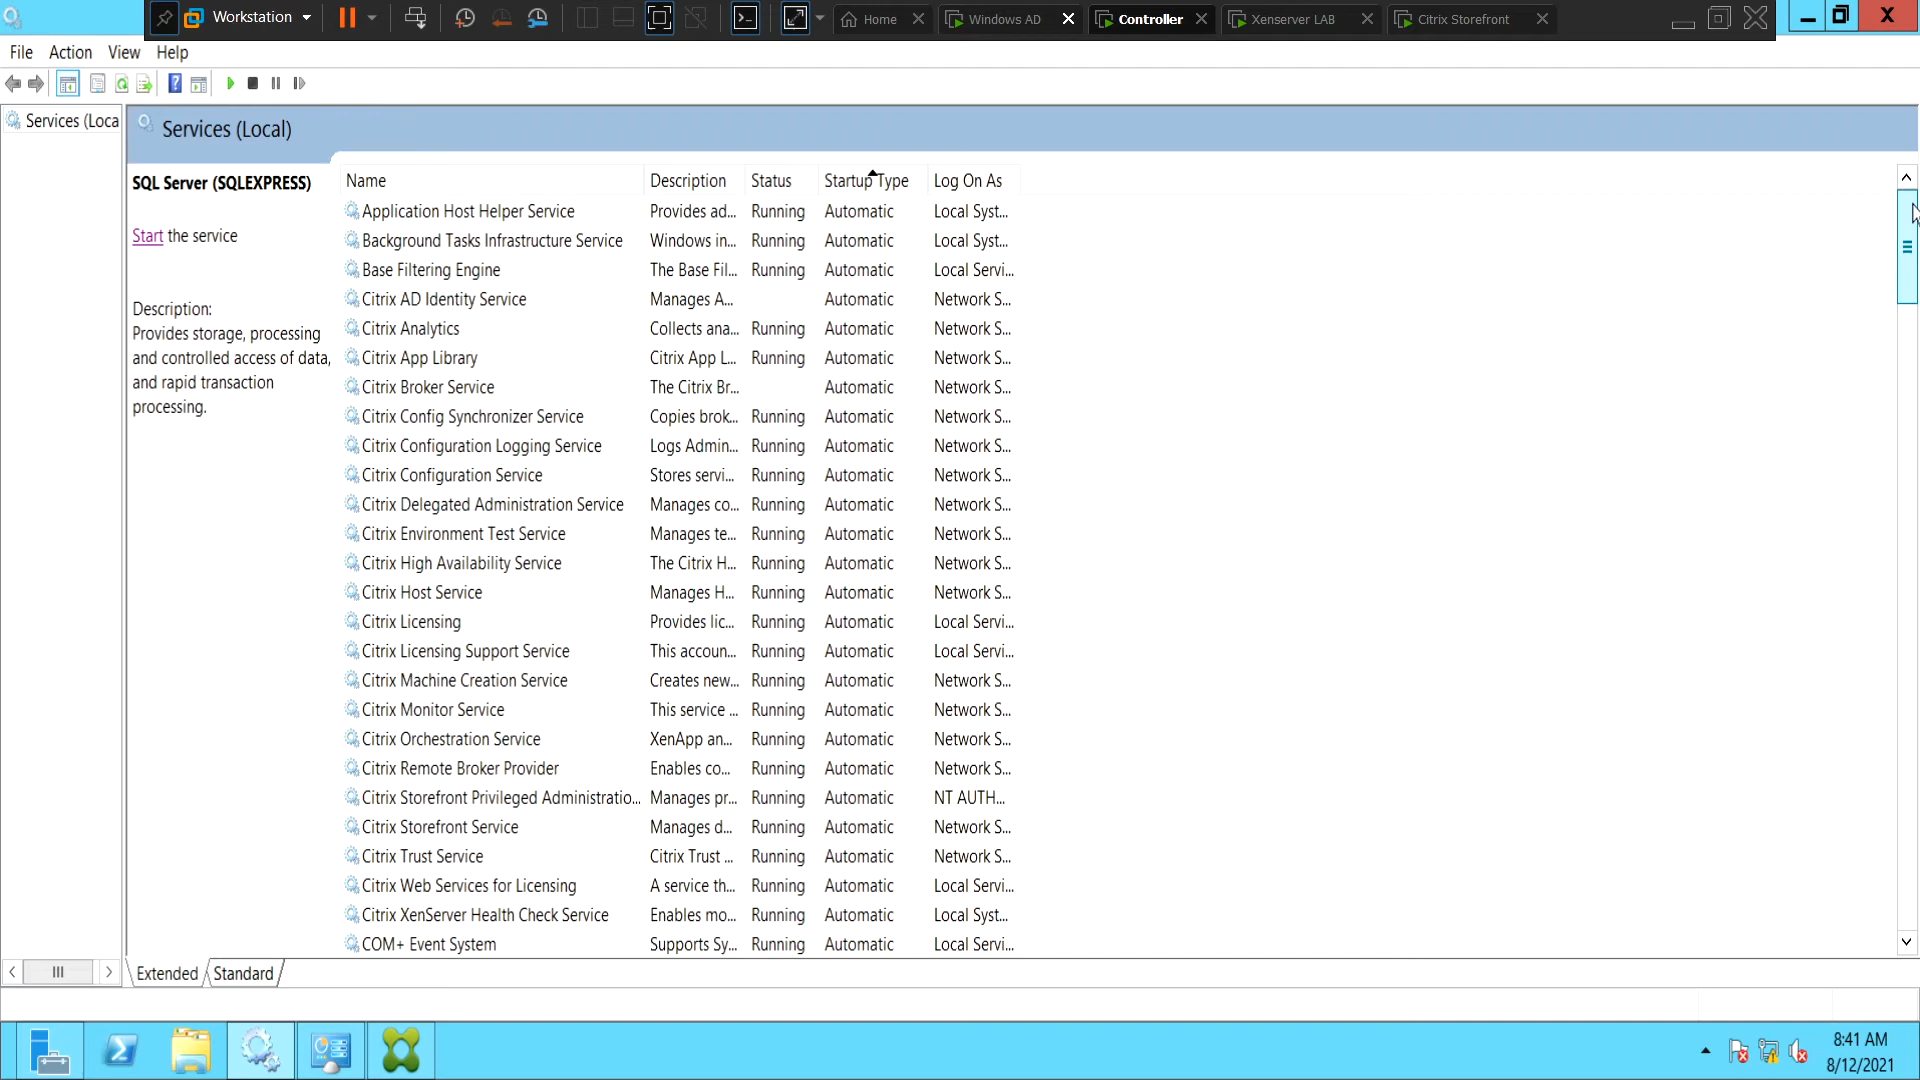 Workstation
Home
Windows AD
Controller
Xenserver LAB
Citrix Storefront
File Action View Help
Services (Loca
Services (Local)
SQL Server (SQLEXPRESS)
Start the service
Description:
Provides storage, processing
and controlled access of data,
and rapid transaction
processing.
Name Description Status Startup Type Log On As
Application Host Helper Service Provides ad... Running Automatic Local Syst...
Background Tasks Infrastructure Service Windows in... Running Automatic Local Syst...
Base Filtering Engine The Base Fil... Running Automatic Local Servi...
Citrix AD Identity Service Manages A... Automatic Network S...
Citrix Analytics Collects ana... Running Automatic Network S...
Citrix App Library Citrix App L... Running Automatic Network S...
Citrix Broker Service The Citrix Br... Automatic Network S...
Citrix Config Synchronizer Service Copies brok... Running Automatic Network S...
Citrix Configuration Logging Service Logs Admin... Running Automatic Network S...
Citrix Configuration Service Stores servi... Running Automatic Network S...
Citrix Delegated Administration Service Manages co... Running Automatic Network S...
Citrix Environment Test Service Manages te... Running Automatic Network S...
Citrix High Availability Service The Citrix H... Running Automatic Network S...
Citrix Host Service Manages H... Running Automatic Network S...
Citrix Licensing Provides lic... Running Automatic Local Servi...
Citrix Licensing Support Service This accoun... Running Automatic Local Servi...
Citrix Machine Creation Service Creates new... Running Automatic Network S...
Citrix Monitor Service This service ... Running Automatic Network S...
Citrix Orchestration Service XenApp an... Running Automatic Network S...
Citrix Remote Broker Provider Enables co... Running Automatic Network S...
Citrix Storefront Privileged Administratio... Manages pr... Running Automatic NT AUTH...
Citrix Storefront Service Manages d... Running Automatic Network S...
Citrix Trust Service Citrix Trust ... Running Automatic Network S...
Citrix Web Services for Licensing A service th... Running Automatic Local Servi...
Citrix XenServer Health Check Service Enables mo... Running Automatic Local Syst...
COM+ Event System Supports Sy... Running Automatic Local Servi...
Extended Standard
8:41 AM
8/12/2021